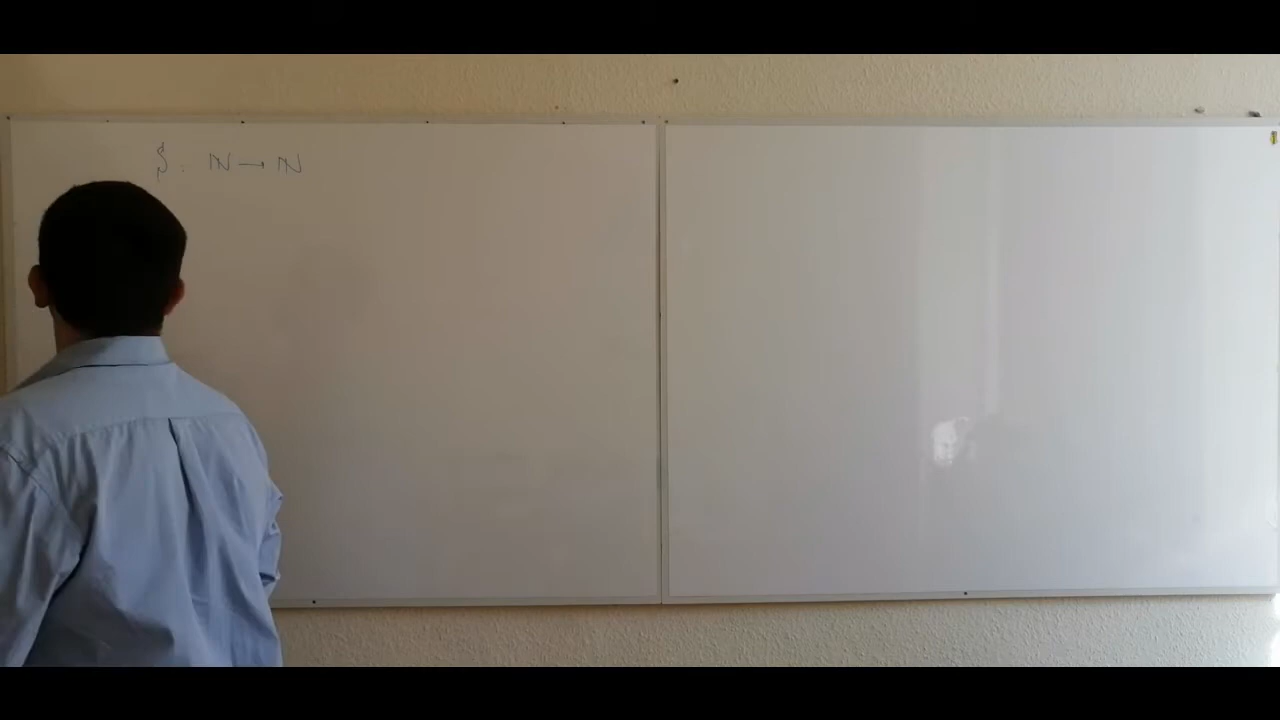 S : ℕ → ℕ